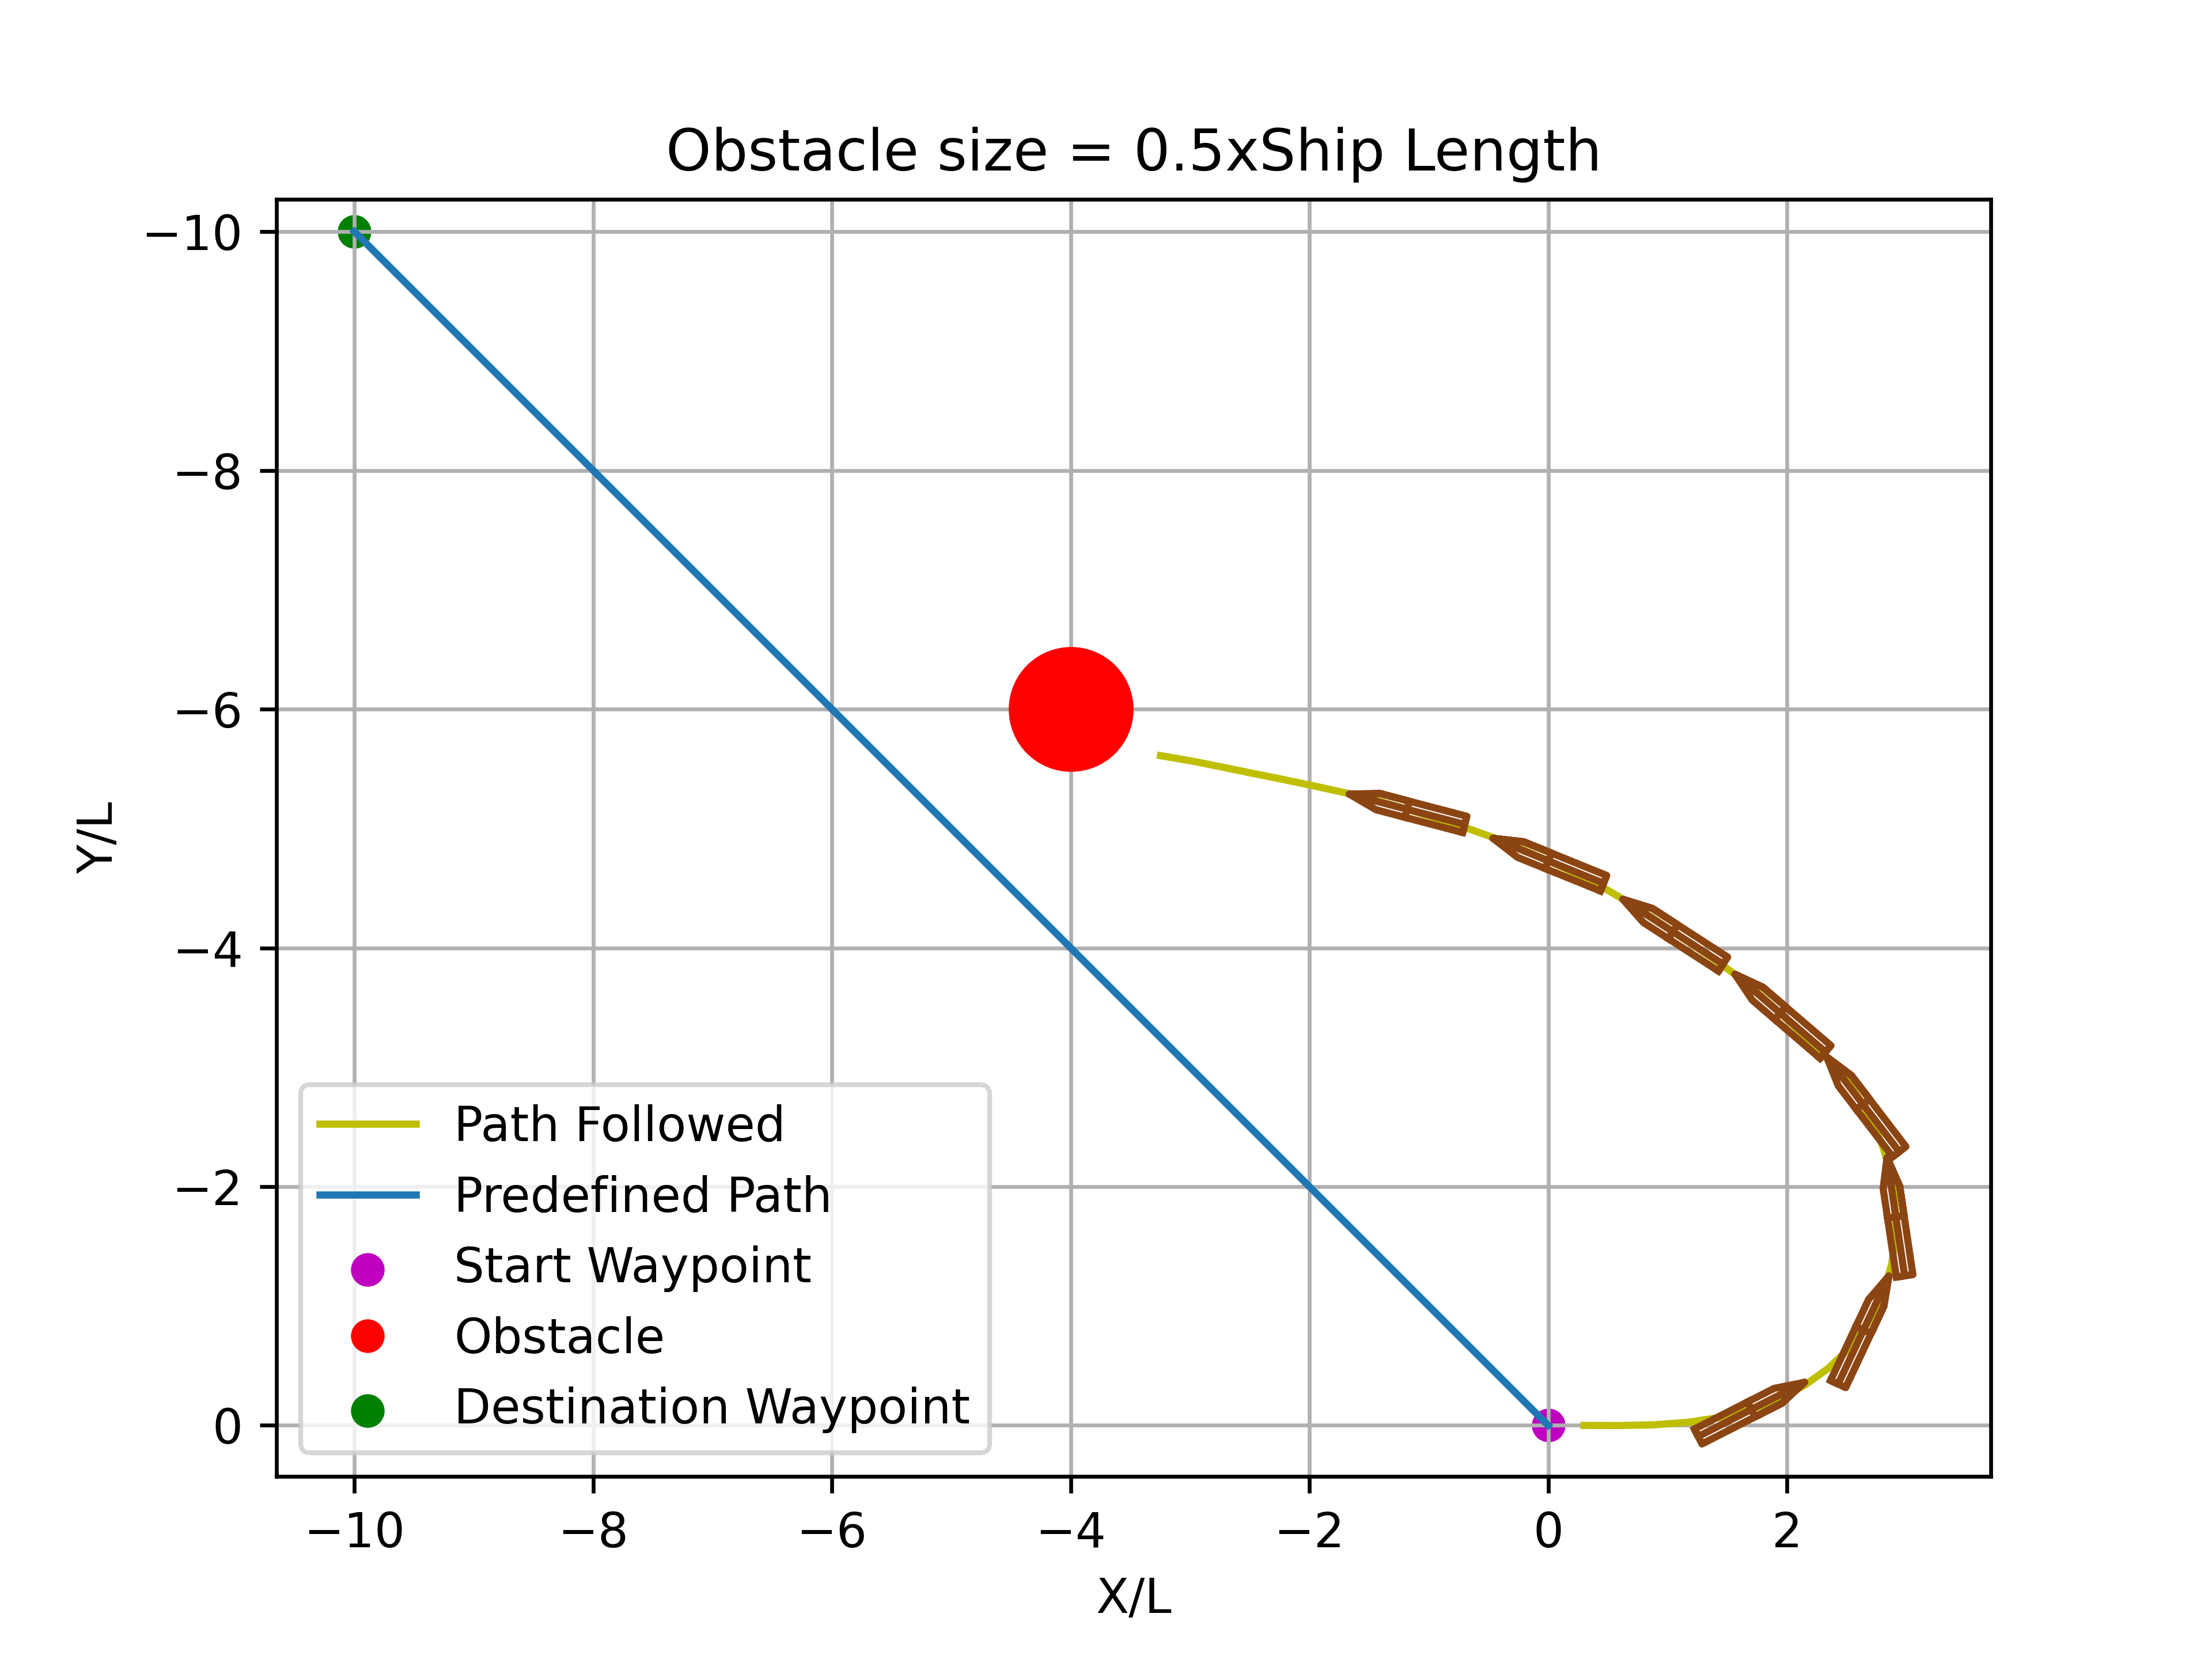 Obstacle size = 0.5xShip Length
−10
−8
−6
−4
−2
0
Y/L
Path Followed
Predefined Path
Start Waypoint
Obstacle
Destination Waypoint
−10 −8 −6 −4 −2 0 2
X/L